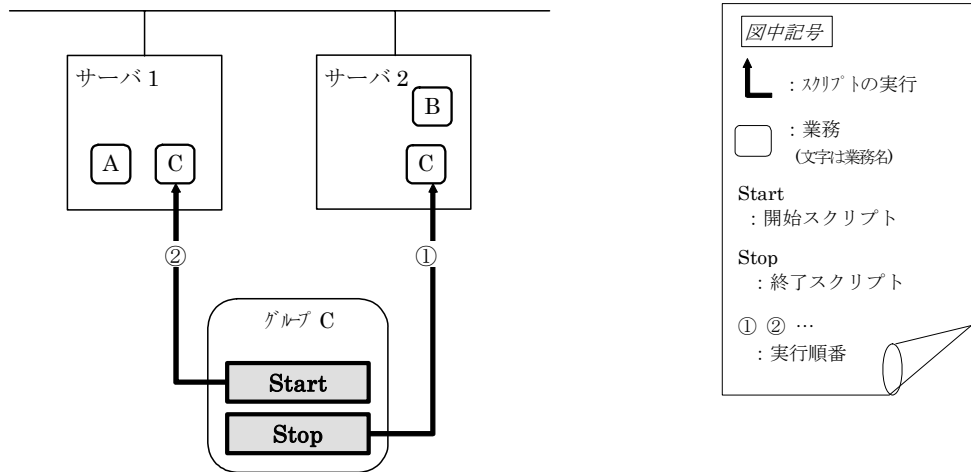 サーバ 1
A
C
サーバ 2
B
C
②
①
グループ C
Start
Stop
図中記号
：スクリプトの実行
：業務
(文字は業務名)
Start
：開始スクリプト
Stop
：終了スクリプト
① ② …
：実行順番